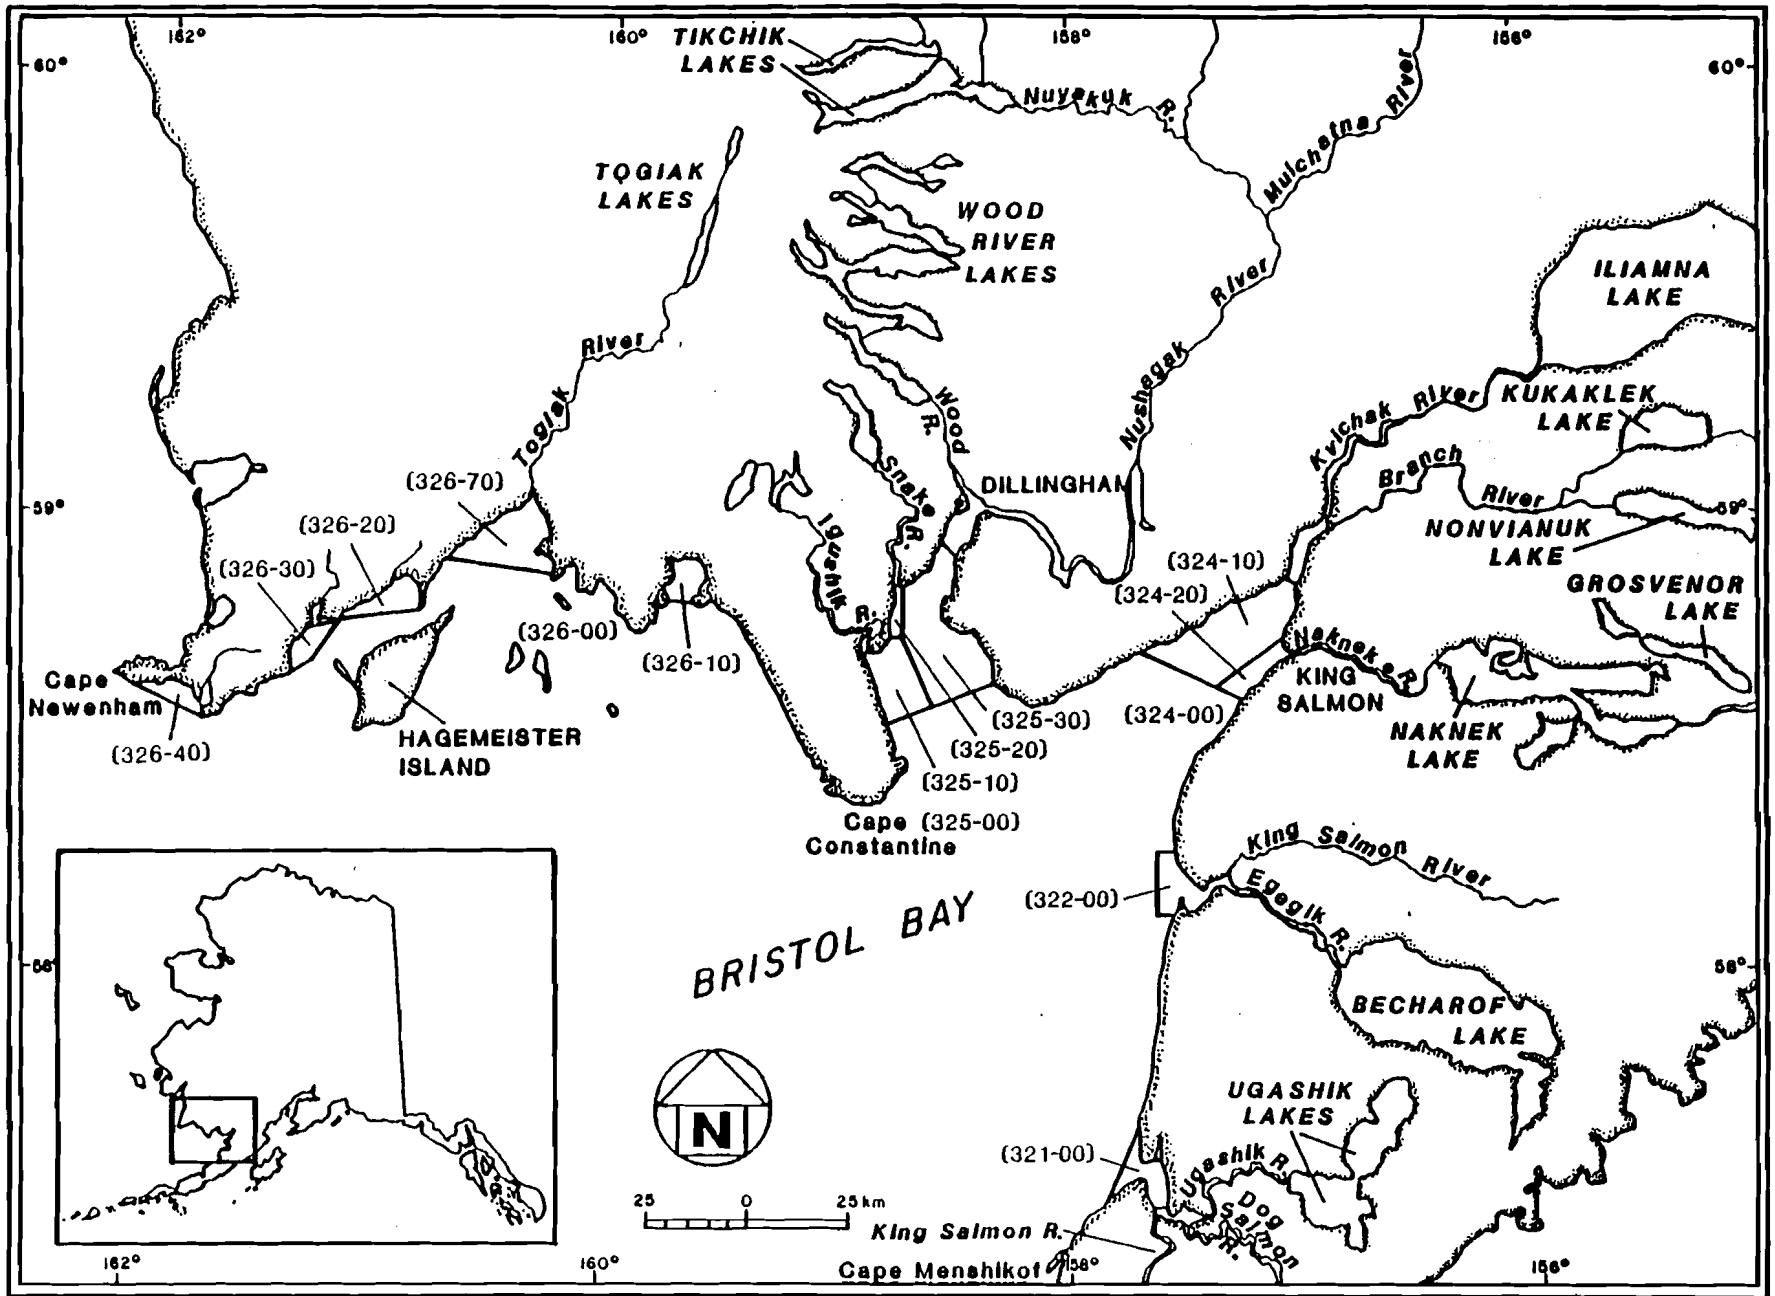 162°
160°
158°
156°
60°
60°
TIKCHIK
LAKES
Nuyakuk R.
Mulchatna River
TOGIAK
LAKES
WOOD
RIVER
LAKES
ILIAMNA
LAKE
River
River
Togiak
Nushagak
Wood
R.
Kvichak River
KUKAKLEK
LAKE
Branch
River
Snake R.
DILLINGHAM
(326-70)
59°
59°
(326-20)
NONVIANUK
LAKE
Igushik R.
(326-30)
(324-10)
GROSVENOR
LAKE
(324-20)
(326-00)
(326-10)
Naknek R.
KING
SALMON
Cape
Newenham
(325-30)
(324-00)
NAKNEK
LAKE
(326-40)
HAGEMEISTER
ISLAND
(325-20)
(325-10)
Cape (325-00)
Constantine
King Salmon River
(322-00)
Egegik R.
BRISTOL BAY
58°
58°
BECHAROF
LAKE
UGASHIK
LAKES
N
(321-00)
Ugashik R.
Dog
Salmon
R.
25 0 25 km
King Salmon R.
Cape Menshikof
162°
160°
158°
156°